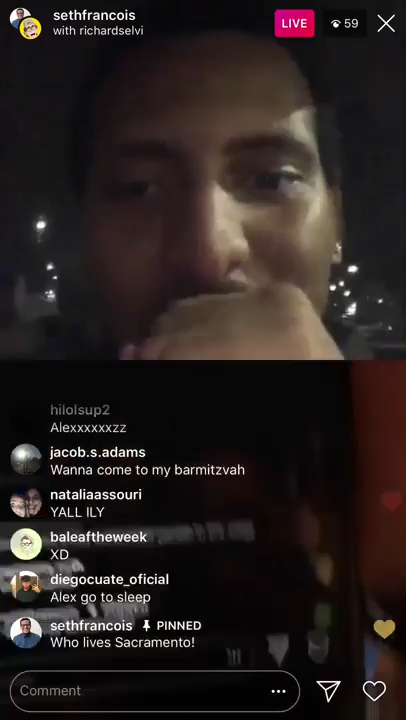 sethfrancois
with richardselvi
LIVE
59
hilolsup2
Alexxxxxxzz
jacob.s.adams
Wanna come to my barmitzvah
nataliaassouri
YALL ILY
baleaftheweek
XD
diegocuate_oficial
Alex go to sleep
sethfrancois PINNED
Who lives Sacramento!
Comment